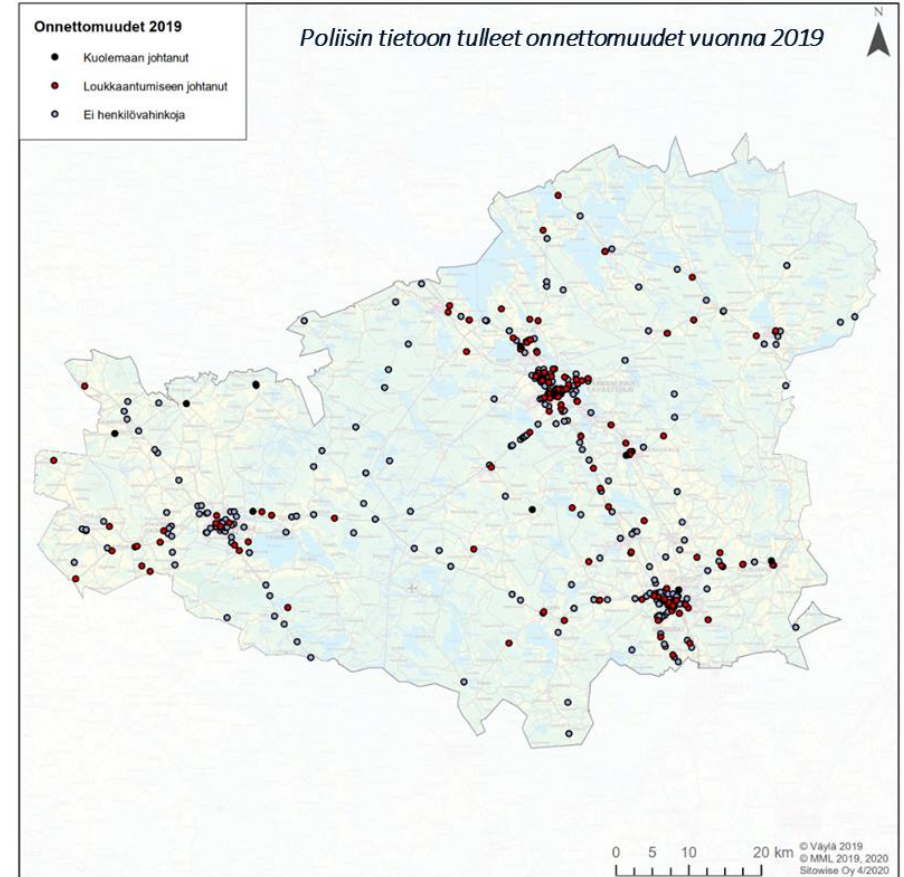 Onnettomuudet 2019
Kuolemaan johtanut
Loukkaantumiseen johtanut
Ei henkilövahinkoja
Poliisin tietoon tulleet onnettomuudet vuonna 2019
N
0 5 10 20 km
© Väylä 2019
© MML 2019, 2020
Sitowise Oy 4/2020